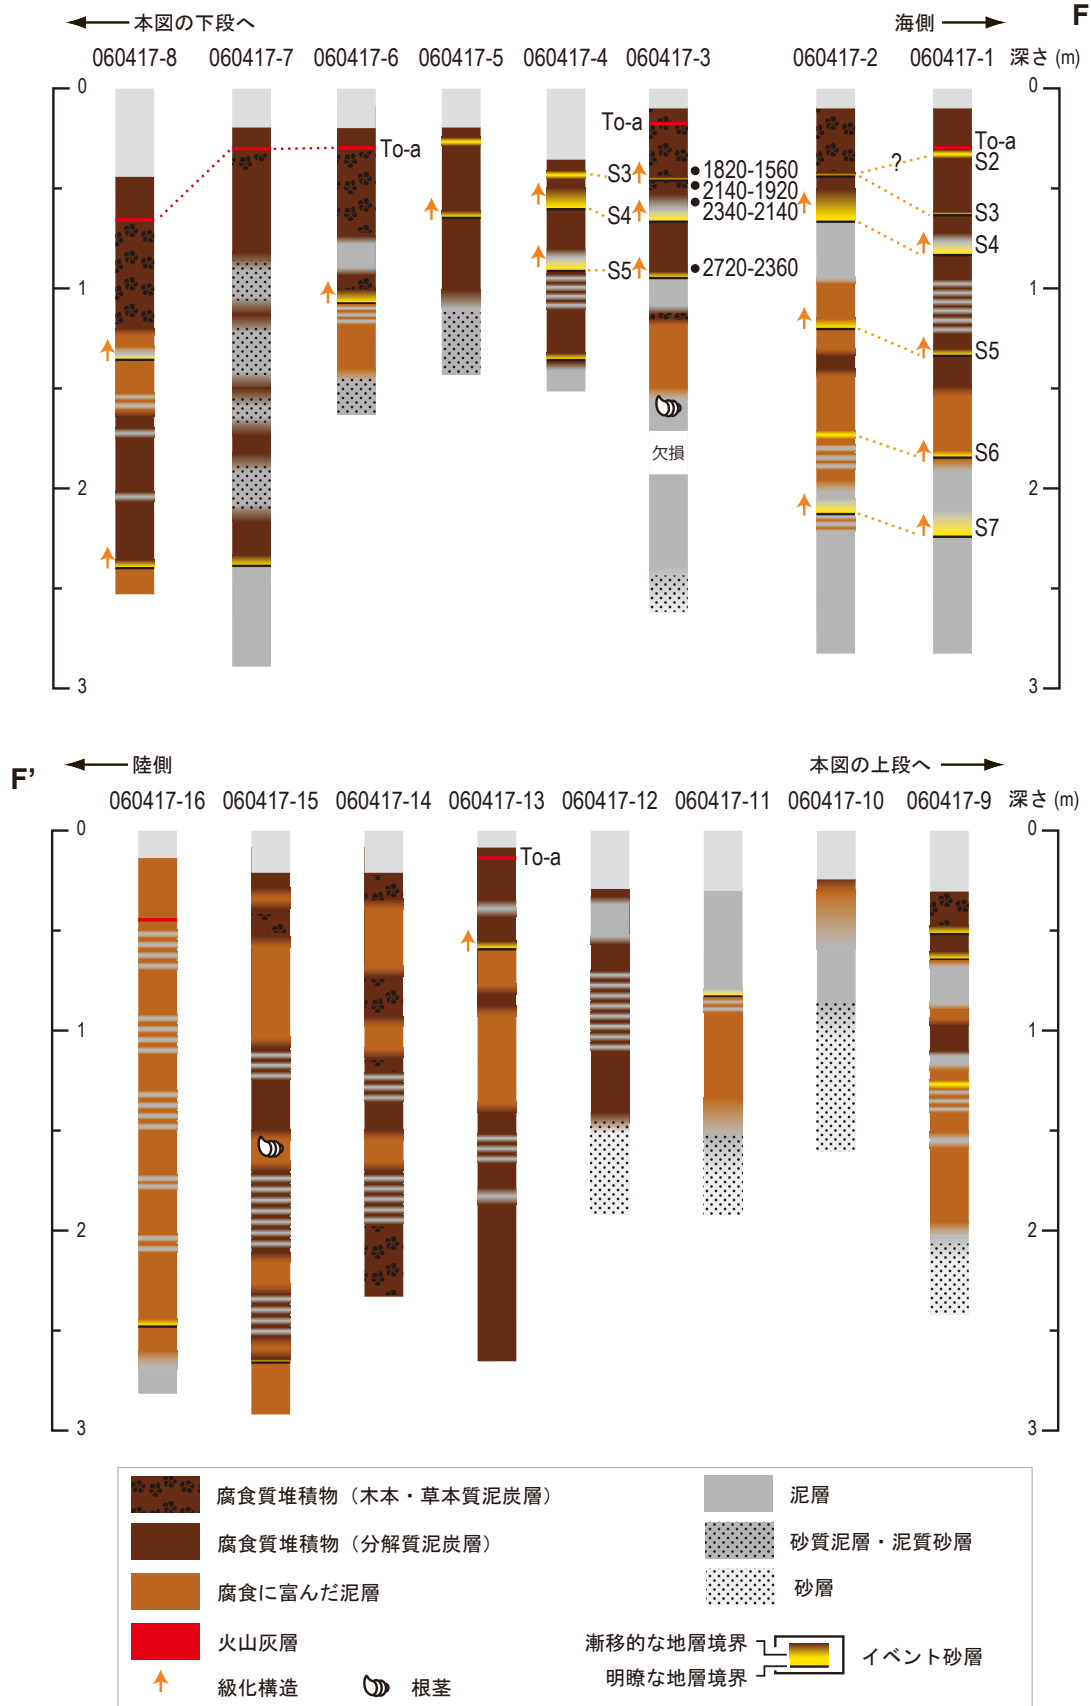 本図の下段へ
海側
F
060417-8 060417-7 060417-6 060417-5 060417-4 060417-3 060417-2 060417-1 深さ (m)
0 0
To-a
To-a
To-a
?
S2
S3
1820-1560
2140-1920
S3
S4
2340-2140
S4
S5
2720-2360
1 1
S5
欠損
S6
2 2
S7
3 3
F’
陸側
本図の上段へ
060417-16 060417-15 060417-14 060417-13 060417-12 060417-11 060417-10 060417-9 深さ (m)
0 0
To-a
1 1
2 2
3 3
腐食質堆積物（木本・草本質泥炭層）
泥層
腐食質堆積物（分解質泥炭層）
砂質泥層・泥質砂層
腐食に富んだ泥層
砂層
火山灰層
漸移的な地層境界
イベント砂層
明瞭な地層境界
級化構造
根茎